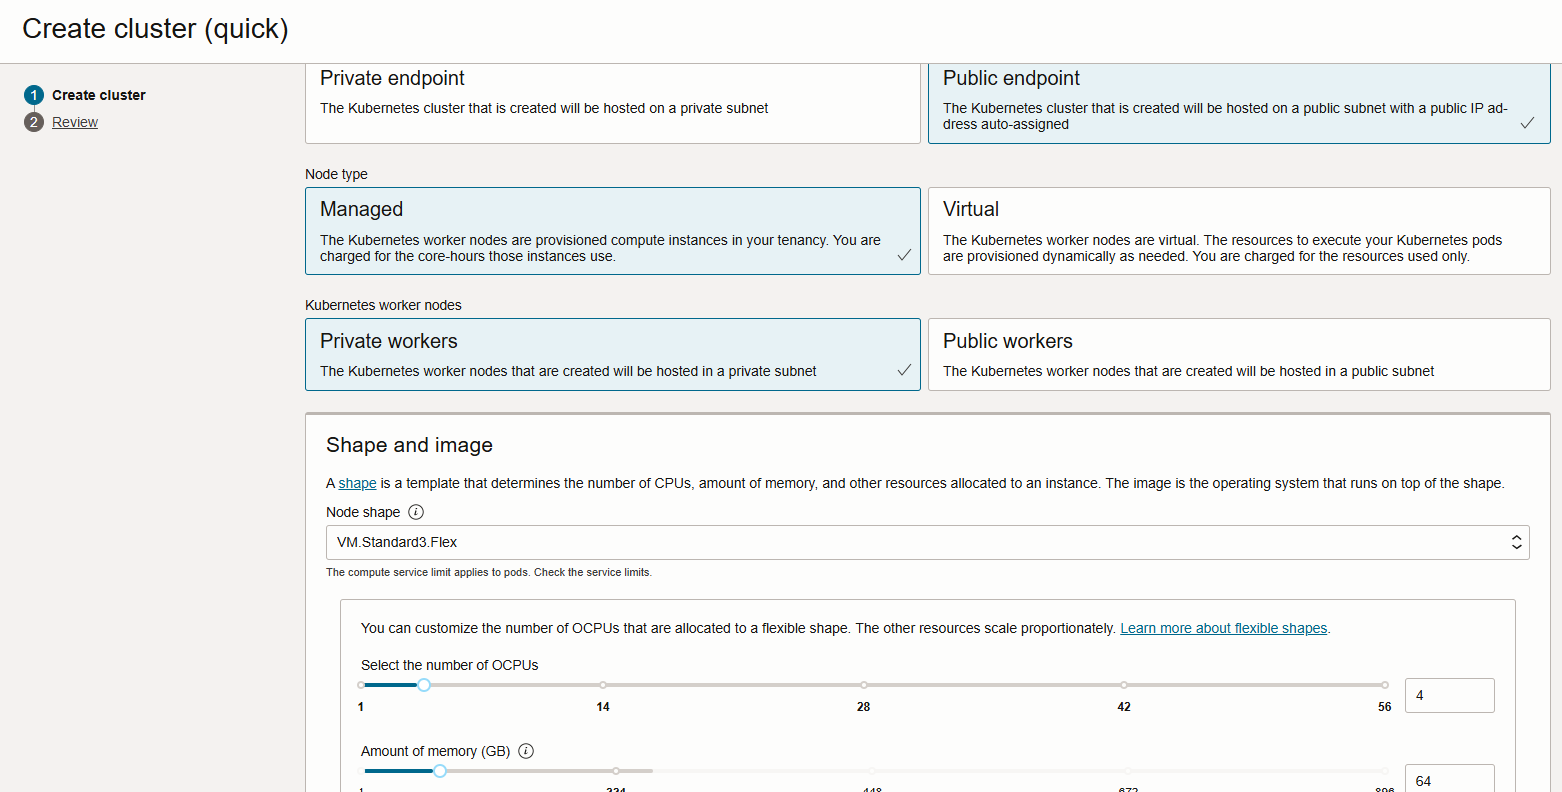 Create cluster (quick)
1 Create cluster
2 Review
Private endpoint
The Kubernetes cluster that is created will be hosted on a private subnet
Public endpoint
The Kubernetes cluster that is created will be hosted on a public subnet with a public IP ad-
dress auto-assigned
Node type
Managed
The Kubernetes worker nodes are provisioned compute instances in your tenancy. You are
charged for the core-hours those instances use.
Virtual
The Kubernetes worker nodes are virtual. The resources to execute your Kubernetes pods
are provisioned dynamically as needed. You are charged for the resources used only.
Kubernetes worker nodes
Private workers
The Kubernetes worker nodes that are created will be hosted in a private subnet
Public workers
The Kubernetes worker nodes that are created will be hosted in a public subnet
Shape and image
A shape is a template that determines the number of CPUs, amount of memory, and other resources allocated to an instance. The image is the operating system that runs on top of the shape.
Node shape
VM.Standard3.Flex
The compute service limit applies to pods. Check the service limits.
You can customize the number of OCPUs that are allocated to a flexible shape. The other resources scale proportionately. Learn more about flexible shapes.
Select the number of OCPUs
1 14 28 42 56
4
Amount of memory (GB)
64